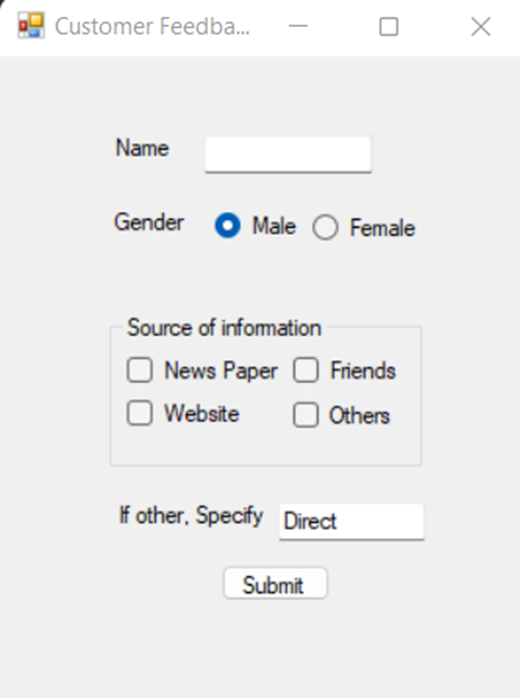 Customer Feedba...
Name
Gender Male Female
Source of information
News Paper Friends
Website Others
If other, Specify Direct
Submit